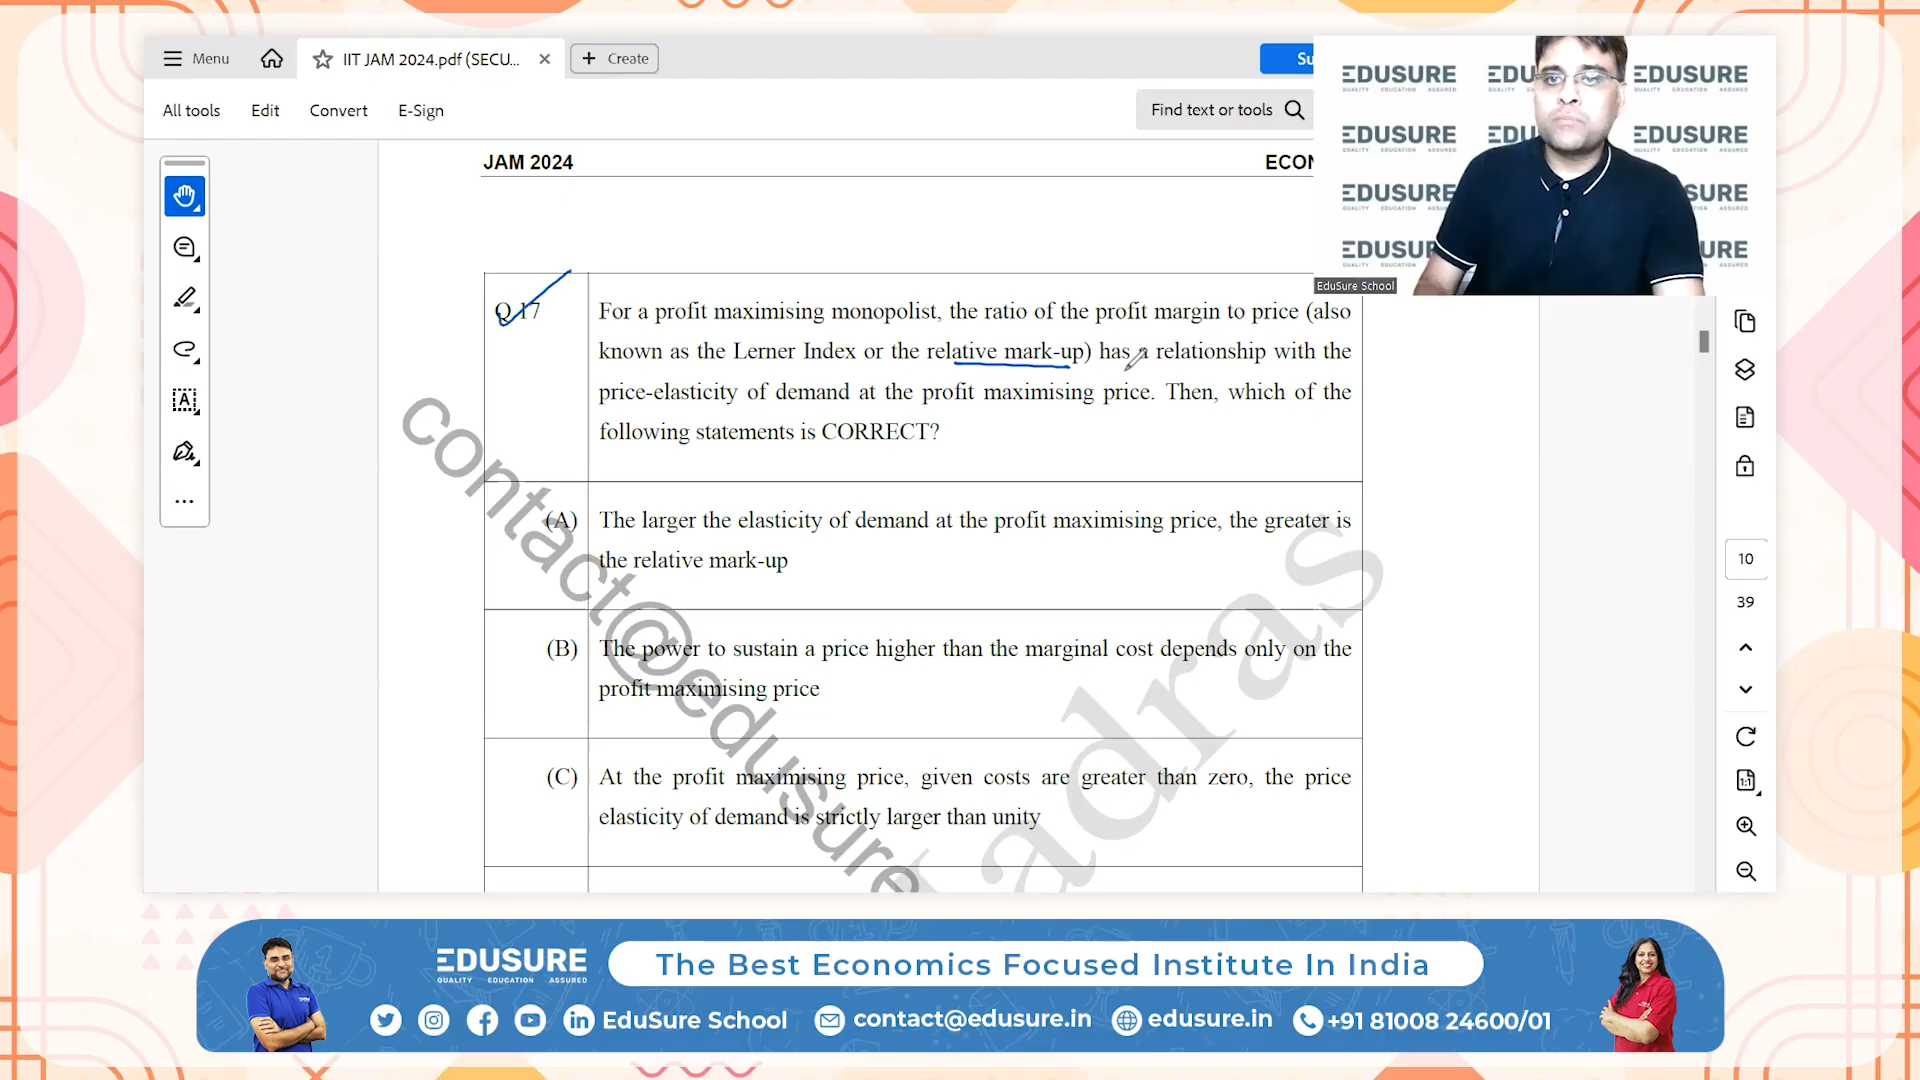 Menu
IIT JAM 2024.pdf (SECU...
Create
Su
All tools
Edit
Convert
E-Sign
Find text or tools
JAM 2024
ECON
EDUSURE
QUALITY EDUCATION ASSURED
EduSure School
Q.17
For a profit maximising monopolist, the ratio of the profit margin to price (also
known as the Lerner Index or the relative mark-up) has a relationship with the
price-elasticity of demand at the profit maximising price. Then, which of the
following statements is CORRECT?
(A)
The larger the elasticity of demand at the profit maximising price, the greater is
the relative mark-up
(B)
The power to sustain a price higher than the marginal cost depends only on the
profit maximising price
(C)
At the profit maximising price, given costs are greater than zero, the price
elasticity of demand is strictly larger than unity
contact@edusure
adras
10
39
EDUSURE
QUALITY EDUCATION ASSURED
The Best Economics Focused Institute In India
EduSure School
contact@edusure.in
edusure.in
+91 81008 24600/01